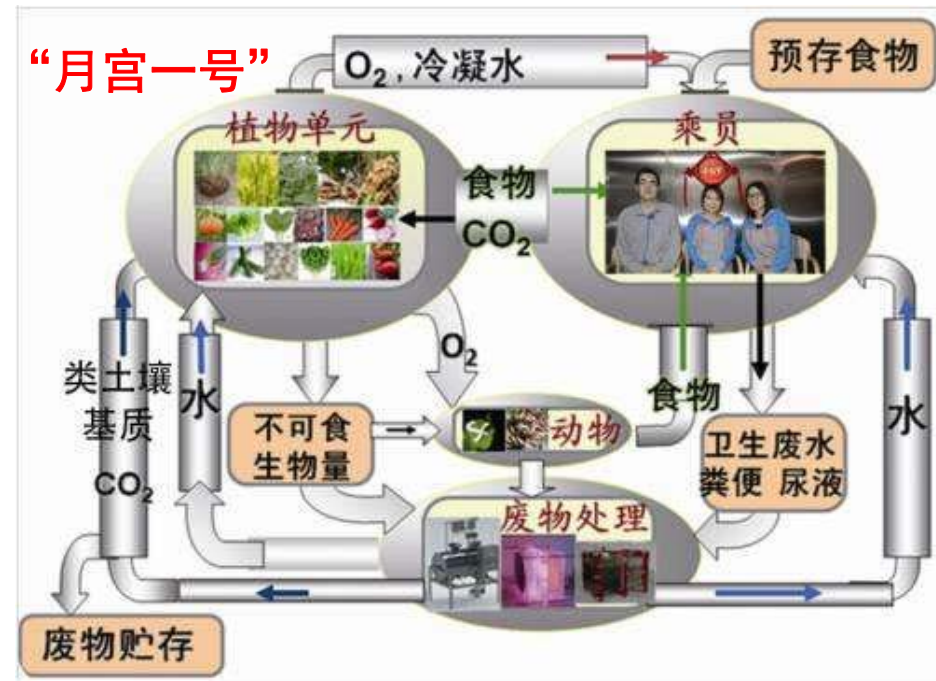 “月宫一号”
O₂,冷凝水
预存食物
植物单元
乘员
食物
CO₂
O₂
类土壤
基质
CO₂
水
不可食
生物量
动物
食物
卫生废水
粪便 尿液
水
废物处理
废物贮存